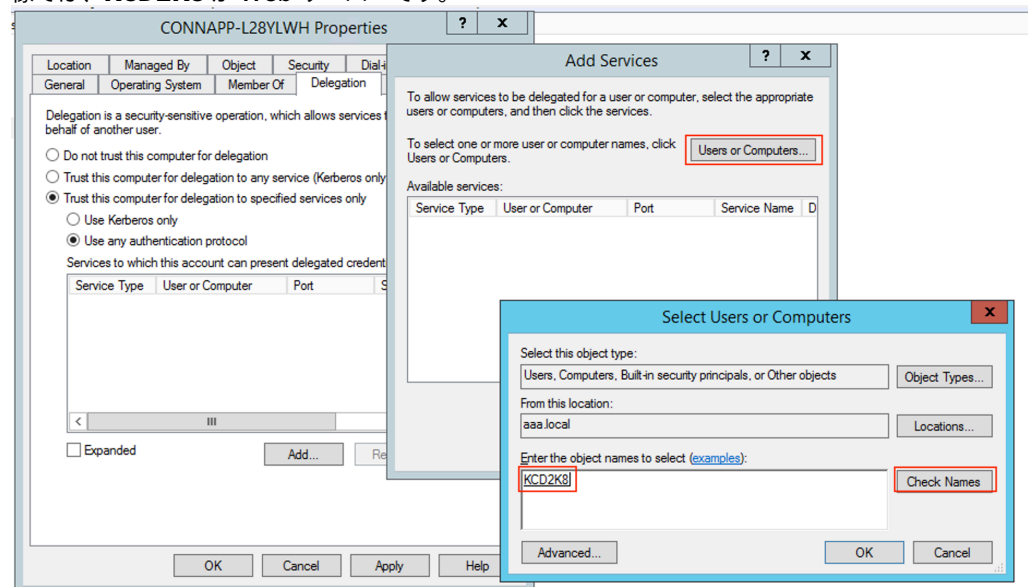 KCD2K8
CONNAPP-L28YLWH Properties
? x
Location Managed By Object Security
General Operating System Member Of Delegation
Delegation is a security-sensitive operation, which allows services
behalf of another user.
Do not trust this computer for delegation
Trust this computer for delegation to any service (Kerberos only
Trust this computer for delegation to specified services only
Use Kerberos only
Use any authentication protocol
Services to which this account can present delegated
Service Type User or Computer Port S
Expanded
Add...
Re
OK Cancel Apply Help
Add Services
? x
To allow services to be delegated for a user or computer, select the appropriate
users or computers, and then click the services.
To select one or more user or computer names, click
Users or Computers.
Users or Computers...
Available services:
Service Type User or Computer Port Service Name D
Select Users or Computers
x
Select this object type:
Users, Computers, Built-in security principals, or Other objects
Object Types...
From this location:
aaa.local
Locations...
Enter the object names to select (examples):
KCD2K8
Check Names
Advanced...
OK Cancel